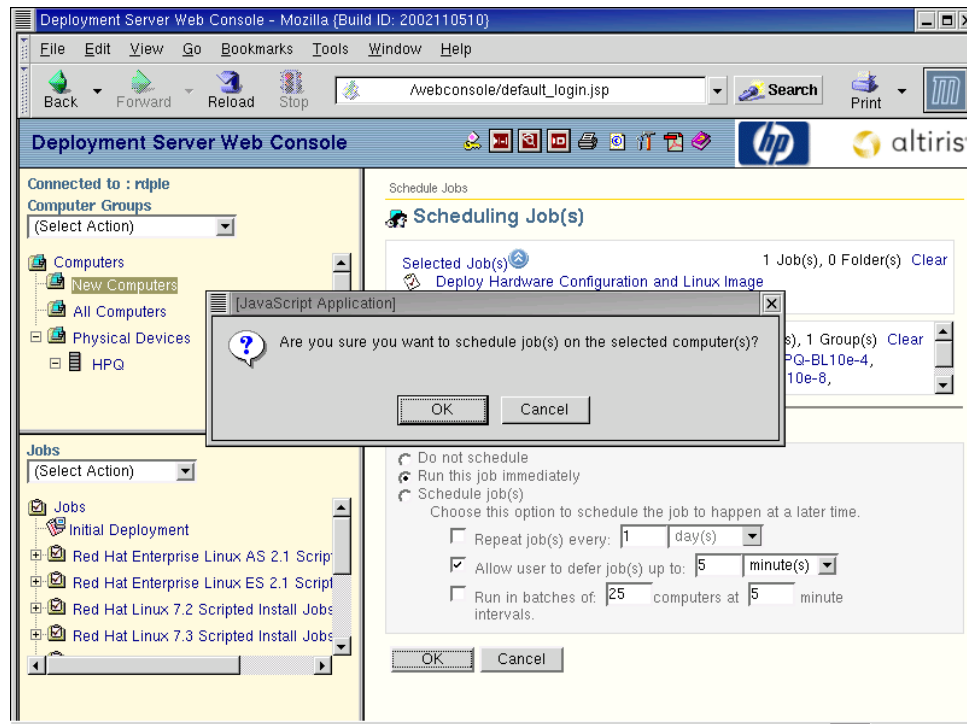 Deployment Server Web Console - Mozilla {Build ID: 2002110510}
File Edit View Go Bookmarks Tools Window Help
Back Forward Reload Stop /webconsole/default_login.jsp Search Print
Deployment Server Web Console
hp
altiris
Connected to : rdple
Computer Groups
(Select Action)
Computers
New Computers
All Computers
Physical Devices
HPQ
Jobs
(Select Action)
Jobs
Initial Deployment
Red Hat Enterprise Linux AS 2.1 Script
Red Hat Enterprise Linux ES 2.1 Script
Red Hat Linux 7.2 Scripted Install Jobs
Red Hat Linux 7.3 Scripted Install Jobs
Schedule Jobs
Scheduling Job(s)
Selected Job(s) 1 Job(s), 0 Folder(s) Clear
Deploy Hardware Configuration and Linux Image
s), 1 Group(s) Clear
PQ-BL10e-4,
10e-8,
[JavaScript Application]
Are you sure you want to schedule job(s) on the selected computer(s)?
OK Cancel
Do not schedule
Run this job immediately
Schedule job(s)
Choose this option to schedule the job to happen at a later time.
Repeat job(s) every: 1 day(s)
Allow user to defer job(s) up to: 5 minute(s)
Run in batches of: 25 computers at 5 minute
intervals.
OK Cancel